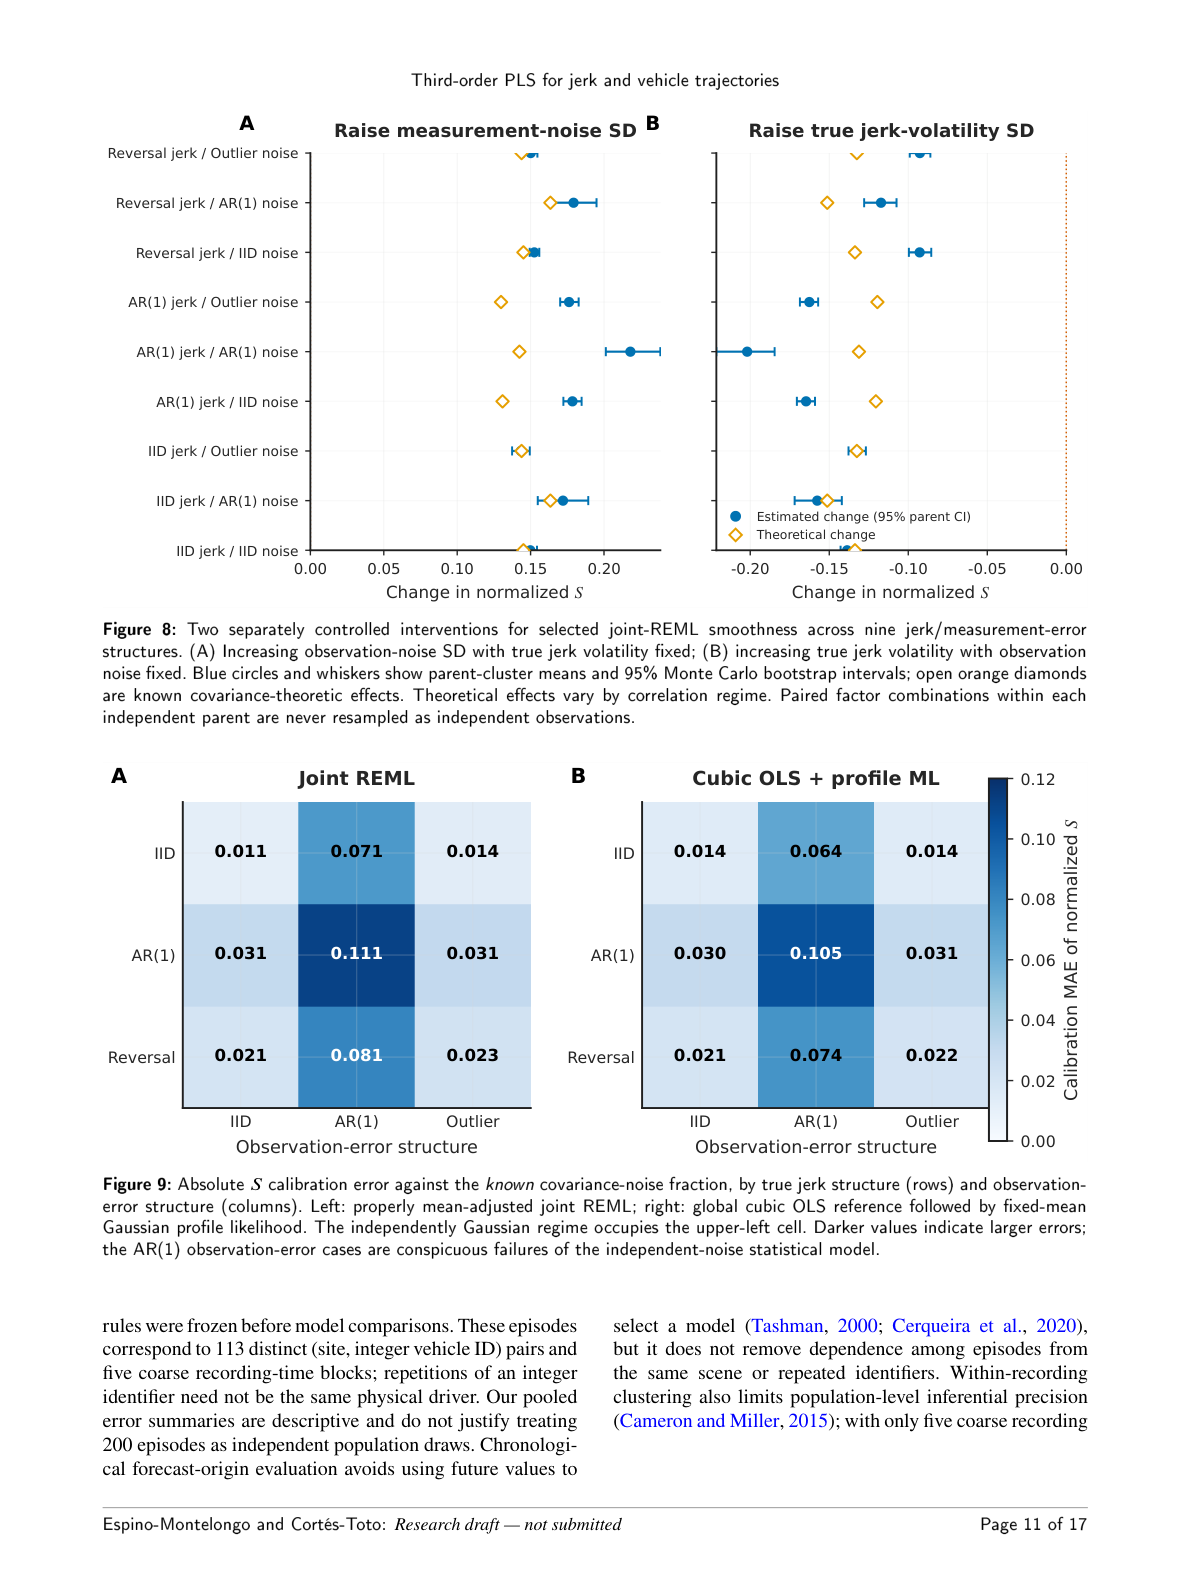 Third-order PLS for jerk and vehicle trajectories
A
Raise measurement-noise SD
Reversal jerk / Outlier noise
Reversal jerk / AR(1) noise
Reversal jerk / IID noise
AR(1) jerk / Outlier noise
AR(1) jerk / AR(1) noise
AR(1) jerk / IID noise
IID jerk / Outlier noise
IID jerk / AR(1) noise
IID jerk / IID noise
0.00 0.05 0.10 0.15 0.20
Change in normalized S
B
Raise true jerk-volatility SD
Estimated change (95% parent CI)
Theoretical change
-0.20 -0.15 -0.10 -0.05 0.00
Change in normalized S
Figure 8: Two separately controlled interventions for selected joint-REML smoothness across nine jerk/measurement-error
structures. (A) Increasing observation-noise SD with true jerk volatility fixed; (B) increasing true jerk volatility with observation
noise fixed. Blue circles and whiskers show parent-cluster means and 95% Monte Carlo bootstrap intervals; open orange diamonds
are known covariance-theoretic effects. Theoretical effects vary by correlation regime. Paired factor combinations within each
independent parent are never resampled as independent observations.
A
Joint REML
IID 0.011 0.071 0.014
AR(1) 0.031 0.111 0.031
Reversal 0.021 0.081 0.023
IID AR(1) Outlier
Observation-error structure
B
Cubic OLS + profile ML
IID 0.014 0.064 0.014
AR(1) 0.030 0.105 0.031
Reversal 0.021 0.074 0.022
IID AR(1) Outlier
Observation-error structure
0.12
0.10
0.08
0.06
0.04
0.02
0.00
Calibration MAE of normalized S
Figure 9: Absolute S calibration error against the known covariance-noise fraction, by true jerk structure (rows) and observation-
error structure (columns). Left: properly mean-adjusted joint REML; right: global cubic OLS reference followed by fixed-mean
Gaussian profile likelihood. The independently Gaussian regime occupies the upper-left cell. Darker values indicate larger errors;
the AR(1) observation-error cases are conspicuous failures of the independent-noise statistical model.
rules were frozen before model comparisons. These episodes
correspond to 113 distinct (site, integer vehicle ID) pairs and
five coarse recording-time blocks; repetitions of an integer
identifier need not be the same physical driver. Our pooled
error summaries are descriptive and do not justify treating
200 episodes as independent population draws. Chronologi-
cal forecast-origin evaluation avoids using future values to
select a model (Tashman, 2000; Cerqueira et al., 2020),
but it does not remove dependence among episodes from
the same scene or repeated identifiers. Within-recording
clustering also limits population-level inferential precision
(Cameron and Miller, 2015); with only five coarse recording
Espino-Montelongo and Cortés-Toto: Research draft — not submitted
Page 11 of 17